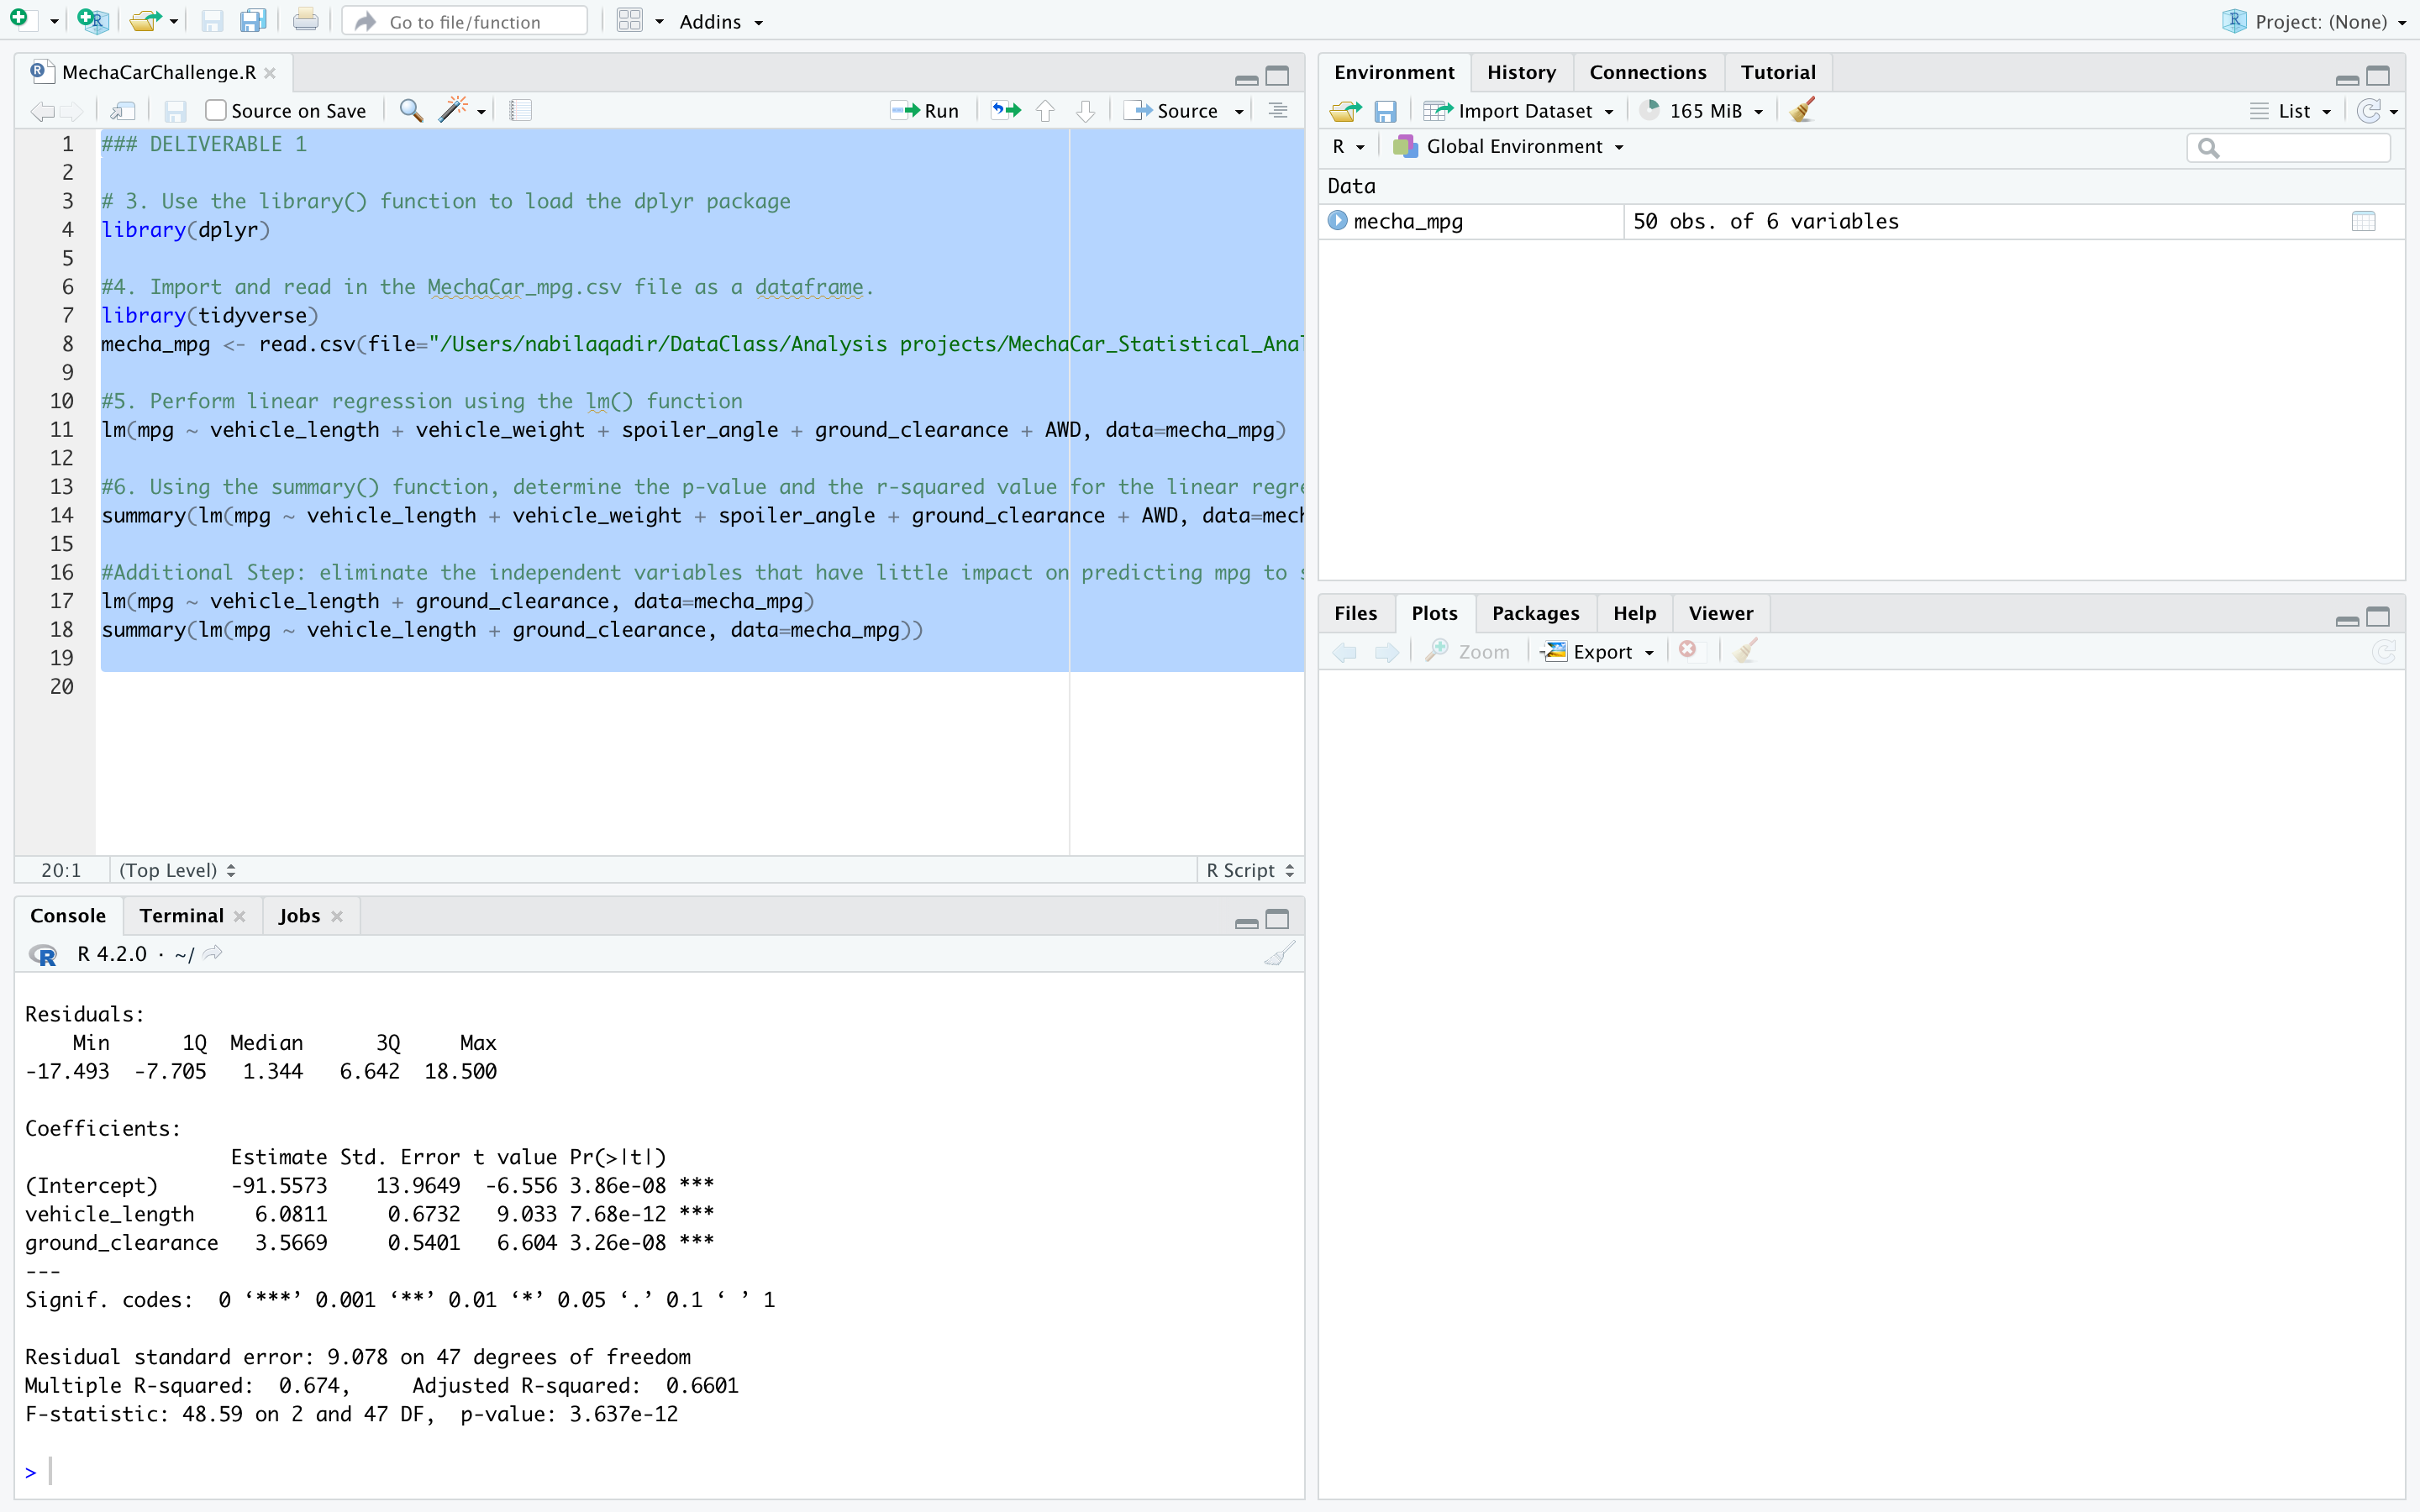 Go to file/function
Addins
Project: (None)
MechaCarChallenge.R
Source on Save
Run
Source
1 ### DELIVERABLE 1
2
3 # 3. Use the library() function to load the dplyr package
4 library(dplyr)
5
6 #4. Import and read in the MechaCar_mpg.csv file as a dataframe.
7 library(tidyverse)
8 mecha_mpg <- read.csv(file="/Users/nabilaqadir/DataClass/Analysis projects/MechaCar_Statistical_Anal
9
10 #5. Perform linear regression using the lm() function
11 lm(mpg ~ vehicle_length + vehicle_weight + spoiler_angle + ground_clearance + AWD, data=mecha_mpg)
12
13 #6. Using the summary() function, determine the p-value and the r-squared value for the linear regre
14 summary(lm(mpg ~ vehicle_length + vehicle_weight + spoiler_angle + ground_clearance + AWD, data=mech
15
16 #Additional Step: eliminate the independent variables that have little impact on predicting mpg to s
17 lm(mpg ~ vehicle_length + ground_clearance, data=mecha_mpg)
18 summary(lm(mpg ~ vehicle_length + ground_clearance, data=mecha_mpg))
19
20
20:1 (Top Level) R Script
Console Terminal Jobs
R 4.2.0 · ~/
Residuals:
Min 1Q Median 3Q Max
-17.493 -7.705 1.344 6.642 18.500
Coefficients:
Estimate Std. Error t value Pr(>|t|)
(Intercept) -91.5573 13.9649 -6.556 3.86e-08 ***
vehicle_length 6.0811 0.6732 9.033 7.68e-12 ***
ground_clearance 3.5669 0.5401 6.604 3.26e-08 ***
---
Signif. codes: 0 ‘***’ 0.001 ‘**’ 0.01 ‘*’ 0.05 ‘.’ 0.1 ‘ ’ 1
Residual standard error: 9.078 on 47 degrees of freedom
Multiple R-squared: 0.674, Adjusted R-squared: 0.6601
F-statistic: 48.59 on 2 and 47 DF, p-value: 3.637e-12
>
Environment History Connections Tutorial
Import Dataset 165 MiB List
R Global Environment
Data
mecha_mpg 50 obs. of 6 variables
Files Plots Packages Help Viewer
Zoom Export